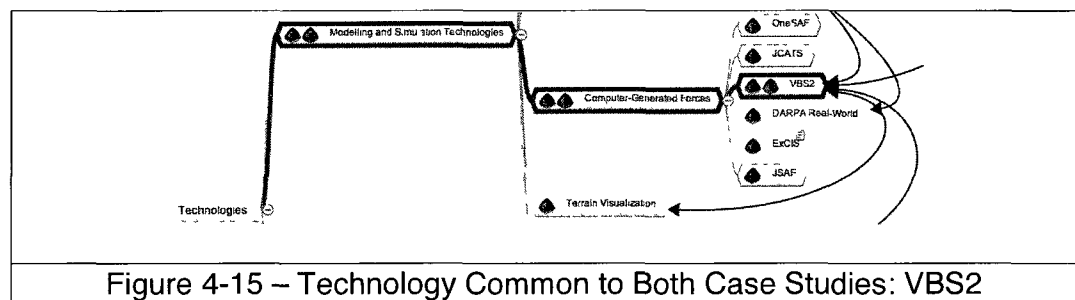 OneSAF
Modelling and Simulation Technologies
JCATS
VBS2
Computer-Generated Forces
DARPA Real-World
ExCIS
JSAF
Terrain Visualization
Technologies
Figure 4-15 – Technology Common to Both Case Studies: VBS2